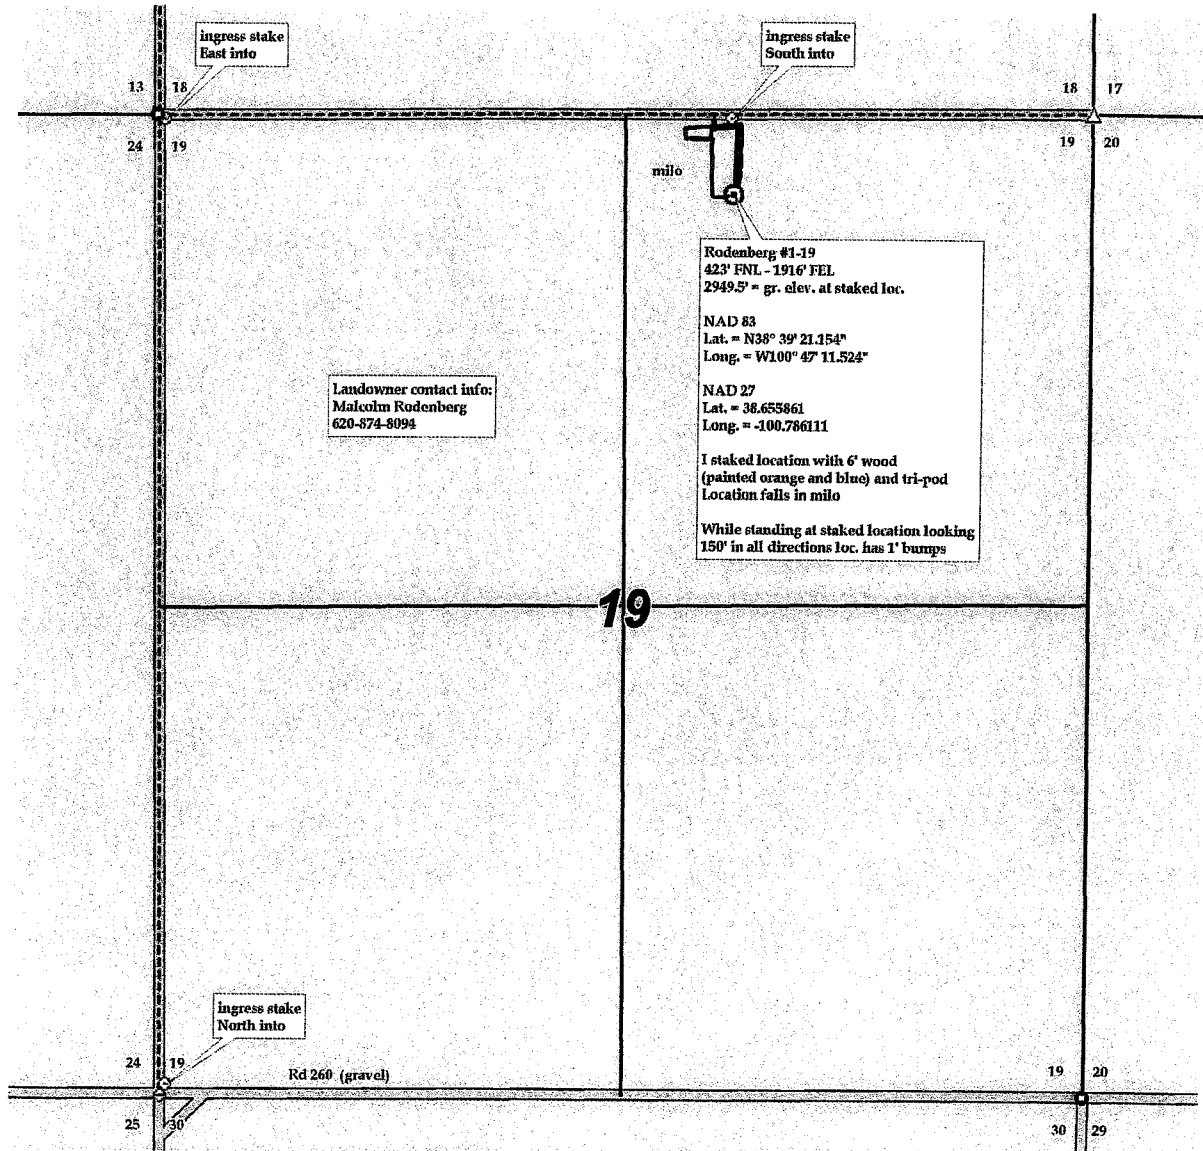 ingress stake
East into
ingress stake
South into
13 18
18 17
24 19
19 20
milo
Rodenberg #1-19
423' FNL - 1916' FEL
2949.5' = gr. elev. at staked loc.
NAD 83
Lat. = N38° 39' 21.154"
Long. = W100° 47' 11.524"
NAD 27
Lat. = 38.655861
Long. = -100.786111
I staked location with 6' wood
(painted orange and blue) and tri-pod
Location falls in milo
While standing at staked location looking
150' in all directions loc. has 1' bumps
Landowner contact info:
Malcolm Rodenberg
620-874-8094
19
ingress stake
North into
24 19
Rd 260 (gravel)
19 20
25 30
30 29